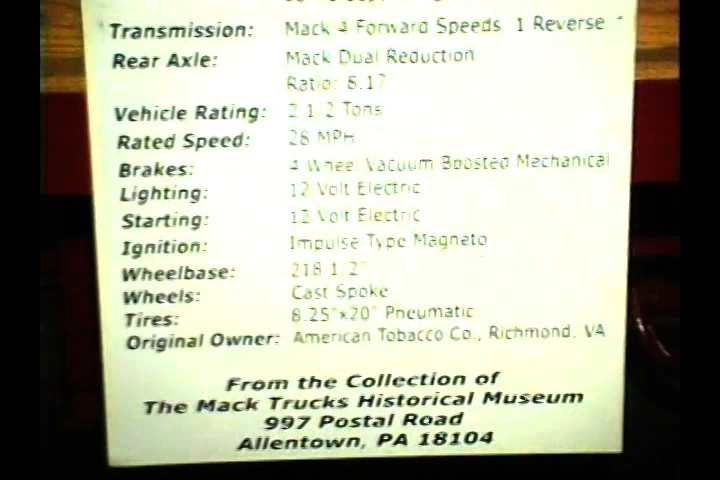 Transmission: Mack 4 Forward Speeds 1 Reverse
Rear Axle: Mack Dual Reduction
Ratio: 8.17
Vehicle Rating: 2 1 2 Tons
Rated Speed: 28 MPH
Brakes: 4 Wheel Vacuum Boosted Mechanical
Lighting: 12 Volt Electric
Starting: 12 Volt Electric
Ignition: Impulse Type Magneto
Wheelbase: 218 1 2"
Wheels: Cast Spoke
Tires: 8.25"x20" Pneumatic
Original Owner: American Tobacco Co., Richmond, VA
From the Collection of
The Mack Trucks Historical Museum
997 Postal Road
Allentown, PA 18104